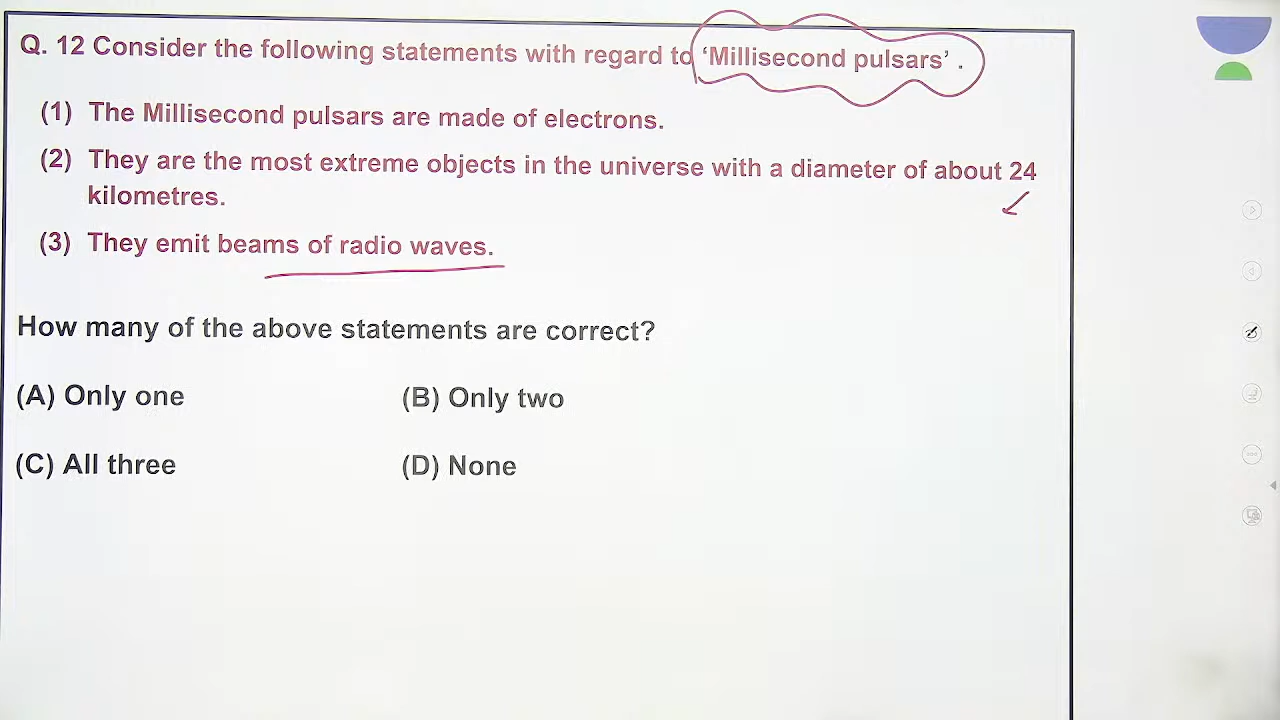 Q. 12 Consider the following statements with regard to ‘Millisecond pulsars’ .
(1) The Millisecond pulsars are made of electrons.
(2) They are the most extreme objects in the universe with a diameter of about 24
kilometres.
(3) They emit beams of radio waves.
How many of the above statements are correct?
(A) Only one (B) Only two
(C) All three (D) None